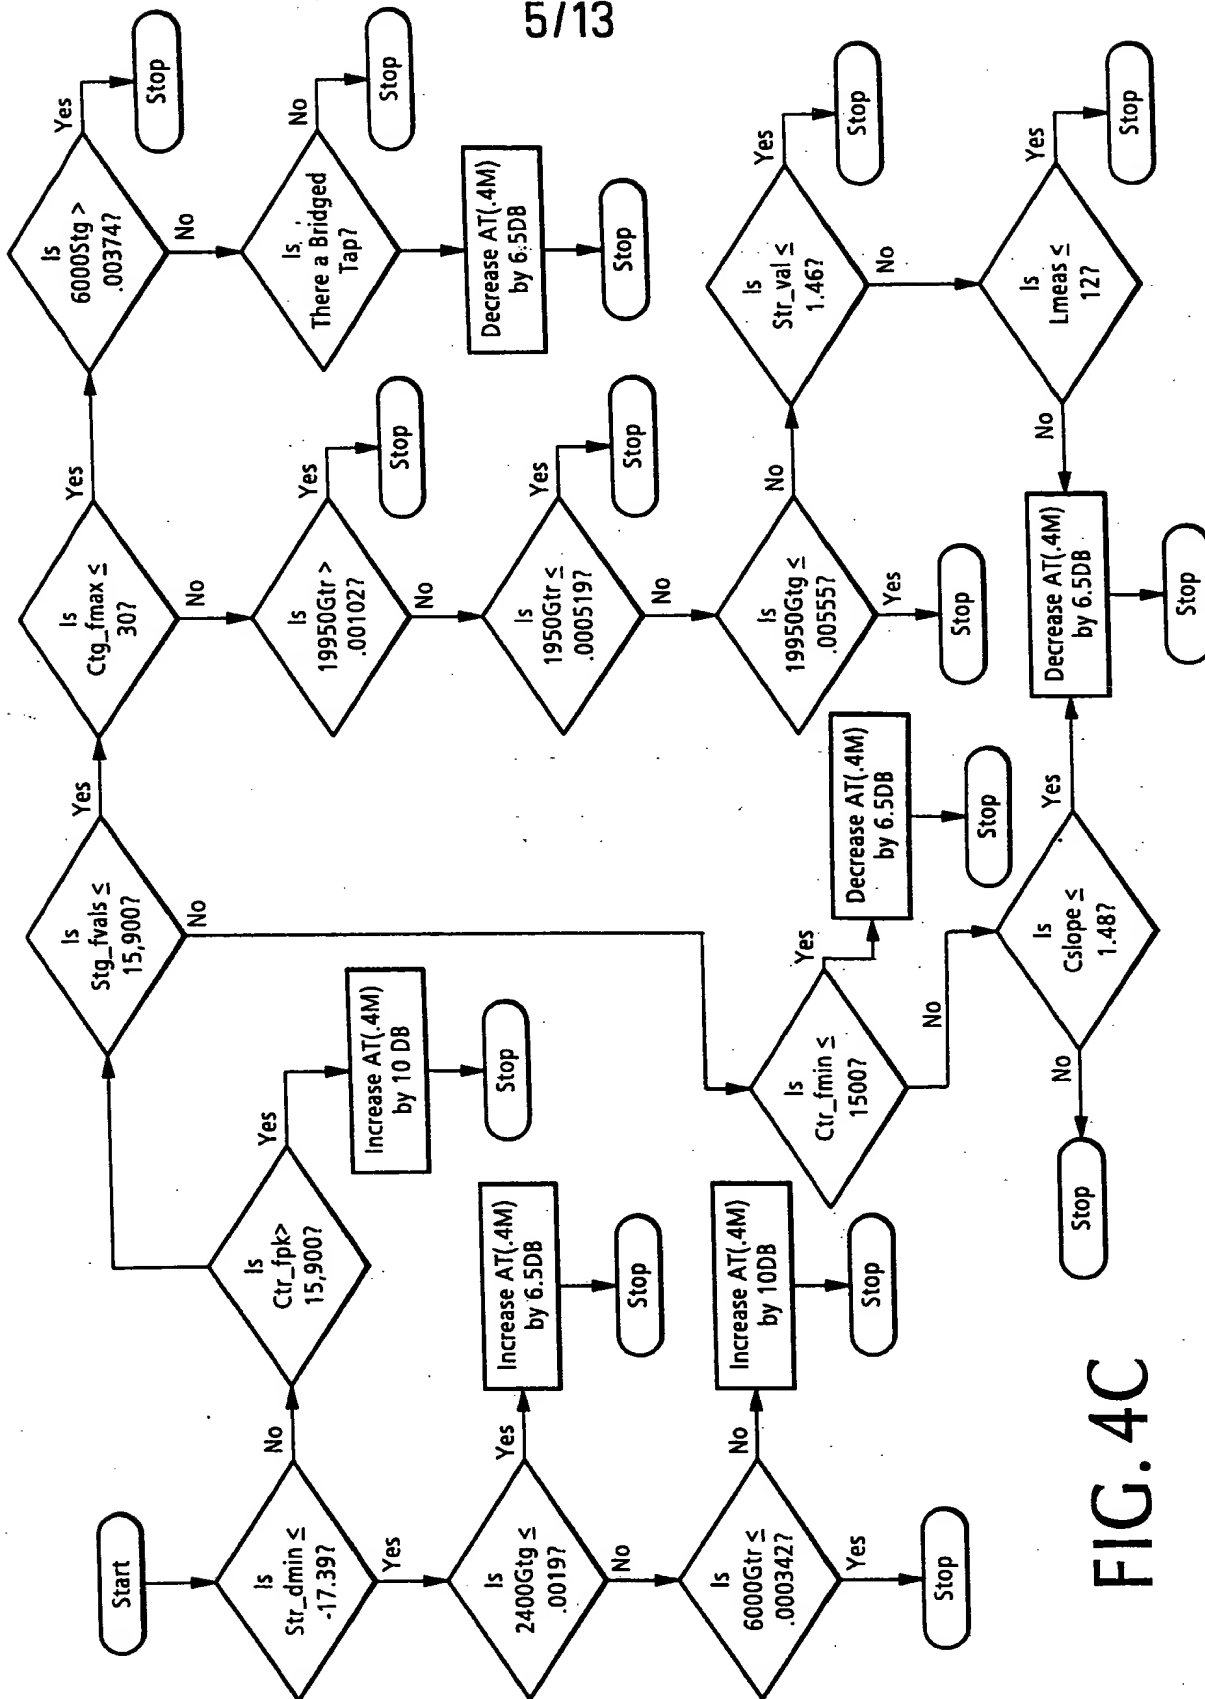 5/13
Start
Is
Str_dmin ≤
-17.39?
No
Yes
Is
2400Gtg ≤
.0019?
Yes
Increase AT(.4M)
by 6.5DB
Stop
No
Is
6000Gtr ≤
.000342?
No
Increase AT(.4M)
by 10DB
Stop
Yes
Stop
Is
Ctr_fpk>
15,900?
Yes
Increase AT(.4M)
by 10 DB
Stop
Is
Stg_fvals ≤
15,900?
Yes
No
Is
Ctr_fmin ≤
1500?
Yes
Decrease AT(.4M)
by 6.5DB
Stop
No
Is
Cslope ≤
1.48?
No
Stop
Yes
Decrease AT(.4M)
by 6.5DB
Stop
Is
Ctg_fmax ≤
30?
Yes
No
Is
19950Gtr >
.00102?
Yes
Stop
No
Is
1950Gtr ≤
.000519?
Yes
Stop
No
Is
19950Gtg ≤
.00555?
Yes
Stop
No
Is
Str_val ≤
1.46?
Yes
Stop
No
Is
Lmeas ≤
12?
Yes
Stop
No
Is
6000Stg >
.00374?
Yes
Stop
No
Is
There a Bridged
Tap?
No
Stop
Decrease AT(.4M)
by 6.5DB
Stop
FIG. 4C